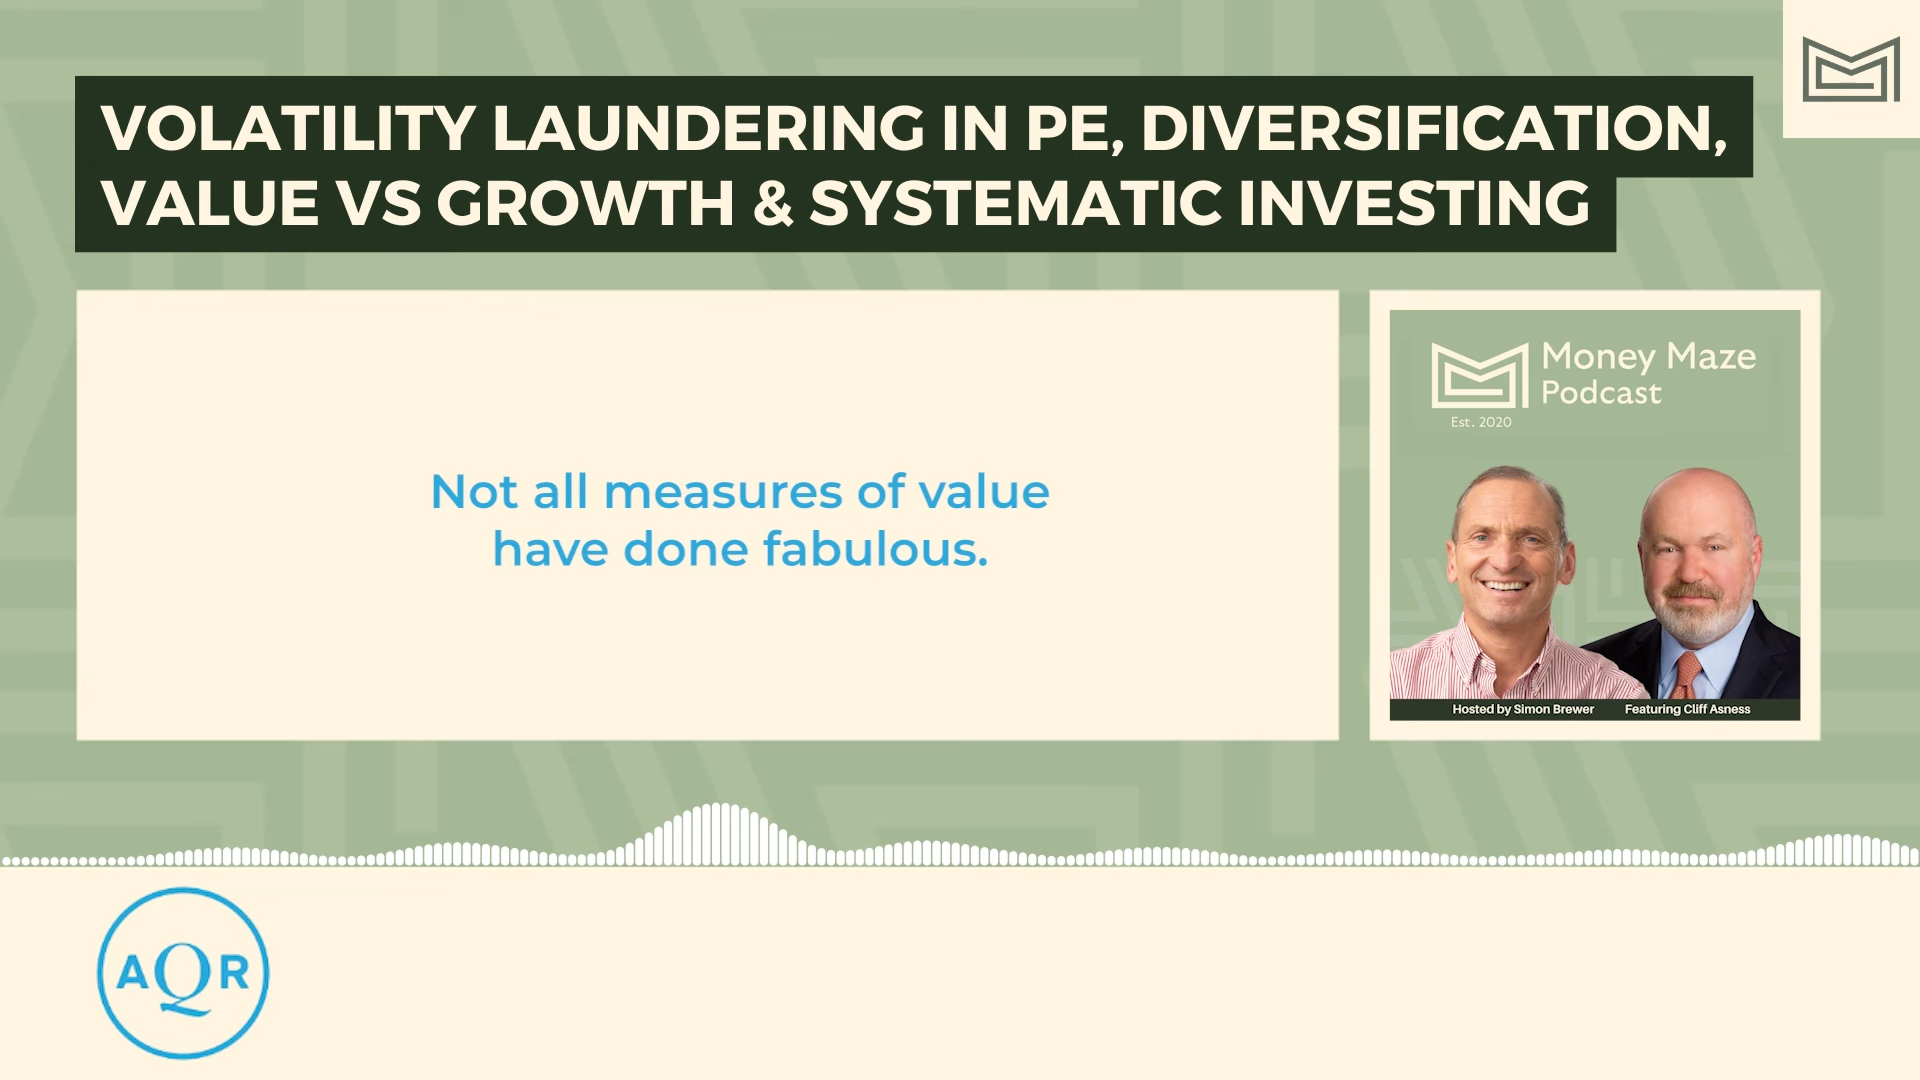 VOLATILITY LAUNDERING IN PE, DIVERSIFICATION,
VALUE VS GROWTH & SYSTEMATIC INVESTING
Not all measures of value
have done fabulous.
Money Maze
Podcast
Est. 2020
Hosted by Simon Brewer
Featuring Cliff Asness
AQR